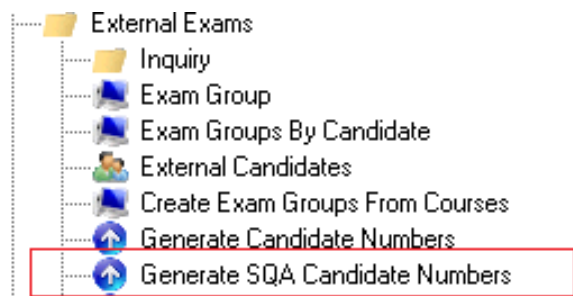 External Exams
Inquiry
Exam Group
Exam Groups By Candidate
External Candidates
Create Exam Groups From Courses
Generate Candidate Numbers
Generate SQA Candidate Numbers